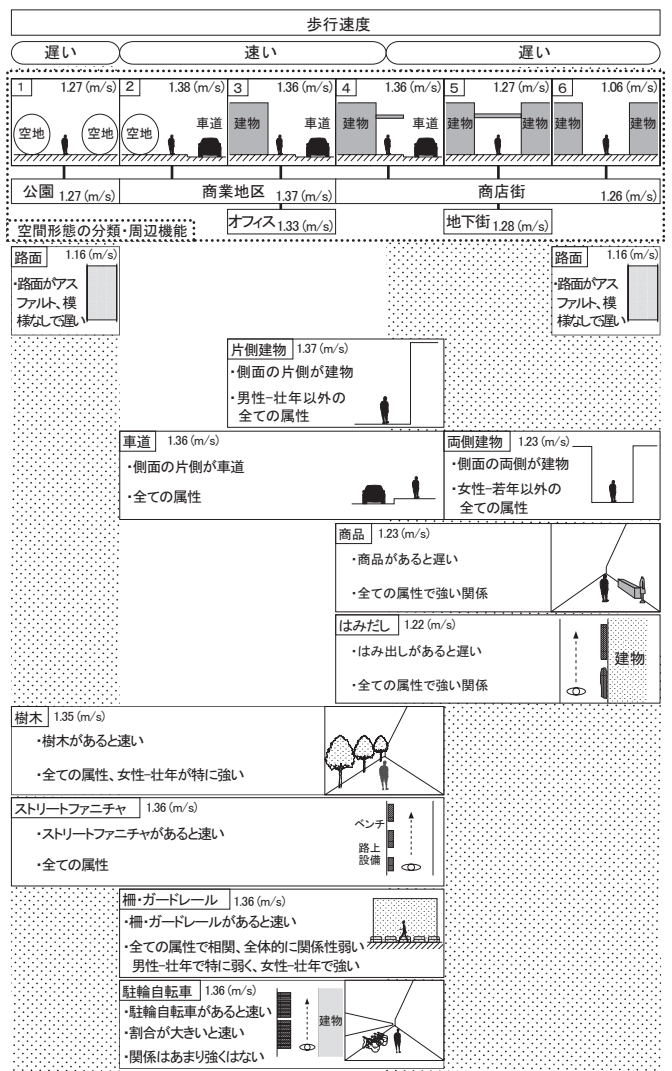 歩行速度
遅い 速い 遅い
1 1.27 (m/s) 2 1.38 (m/s) 3 1.36 (m/s) 4 1.36 (m/s) 5 1.27 (m/s) 6 1.06 (m/s)
空地 空地 空地 車道 建物 車道 建物 車道 建物 建物 建物 建物
公園 1.27 (m/s) 商業地区 1.37 (m/s) 商店街 1.26 (m/s)
空間形態の分類・周辺機能 オフィス 1.33 (m/s) 地下街 1.28 (m/s)
路面 1.16 (m/s)
・路面がアス
ファルト、模
様なしで遅い
路面 1.16 (m/s)
・路面がアス
ファルト、模
様なしで遅い
片側建物 1.37 (m/s)
・側面の片側が建物
・男性-壮年以外の
全ての属性
車道 1.36 (m/s)
・側面の片側が車道
・全ての属性
両側建物 1.23 (m/s)
・側面の両側が建物
・女性-若年以外の
全ての属性
商品 1.23 (m/s)
・商品があると遅い
・全ての属性で強い関係
はみだし 1.22 (m/s)
・はみ出しがあると遅い
・全ての属性で強い関係
建物
樹木 1.35 (m/s)
・樹木があると速い
・全ての属性、女性-壮年が特に強い
ストリートファニチャ 1.36 (m/s)
・ストリートファニチャがあると速い
・全ての属性
ベンチ
路上
設備
柵・ガードレール 1.36 (m/s)
・柵・ガードレールがあると速い
・全ての属性で相関、全体的に関係性弱い
男性-壮年で特に弱く、女性-壮年で強い
駐輪自転車 1.36 (m/s)
・駐輪自転車があると速い
・割合が大きいと速い
・関係はあまり強くはない
建物